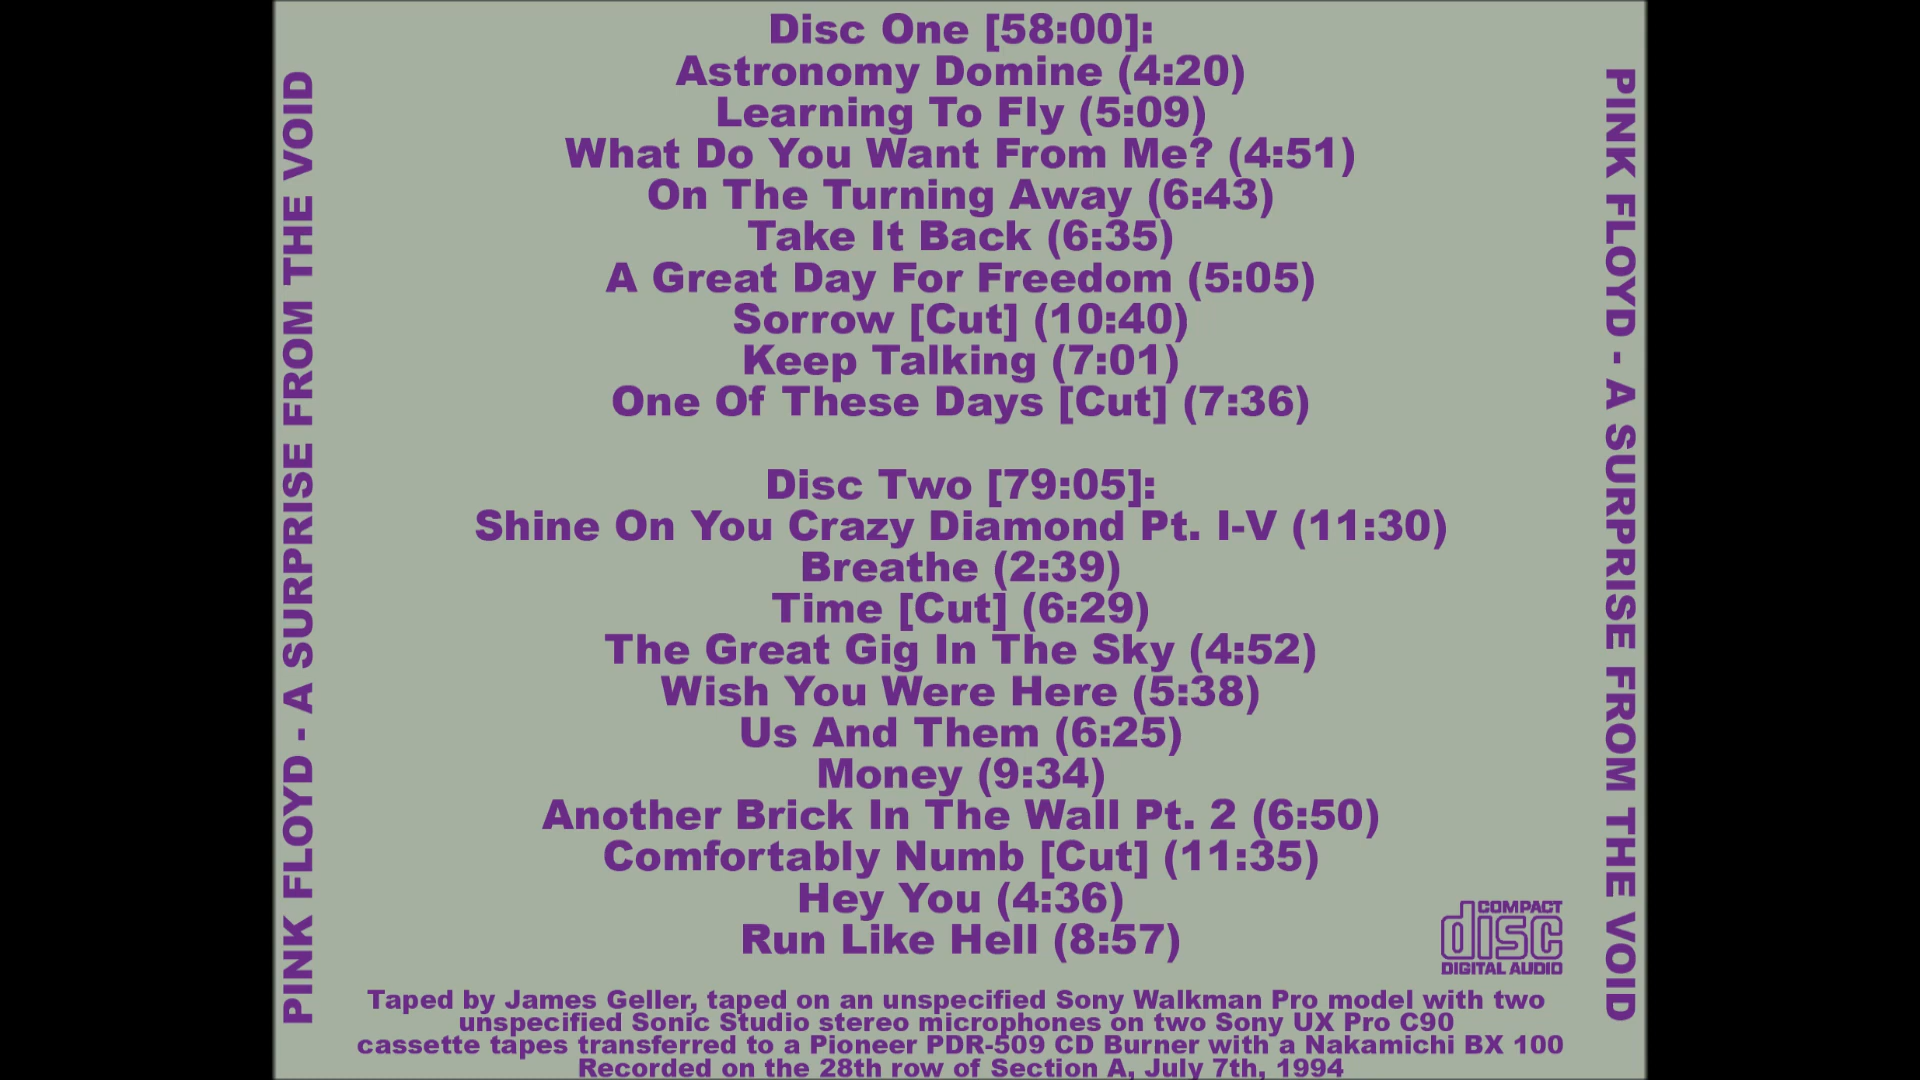 PINK FLOYD - A SURPRISE FROM THE VOID
Disc One [58:00]:
Astronomy Domine (4:20)
Learning To Fly (5:09)
What Do You Want From Me? (4:51)
On The Turning Away (6:43)
Take It Back (6:35)
A Great Day For Freedom (5:05)
Sorrow [Cut] (10:40)
Keep Talking (7:01)
One Of These Days [Cut] (7:36)
Disc Two [79:05]:
Shine On You Crazy Diamond Pt. I-V (11:30)
Breathe (2:39)
Time [Cut] (6:29)
The Great Gig In The Sky (4:52)
Wish You Were Here (5:38)
Us And Them (6:25)
Money (9:34)
Another Brick In The Wall Pt. 2 (6:50)
Comfortably Numb [Cut] (11:35)
Hey You (4:36)
Run Like Hell (8:57)
COMPACT
disc
DIGITAL AUDIO
Taped by James Geller, taped on an unspecified Sony Walkman Pro model with two
unspecified Sonic Studio stereo microphones on two Sony UX Pro C90
cassette tapes transferred to a Pioneer PDR-509 CD Burner with a Nakamichi BX 100
Recorded on the 28th row of Section A, July 7th, 1994
PINK FLOYD - A SURPRISE FROM THE VOID